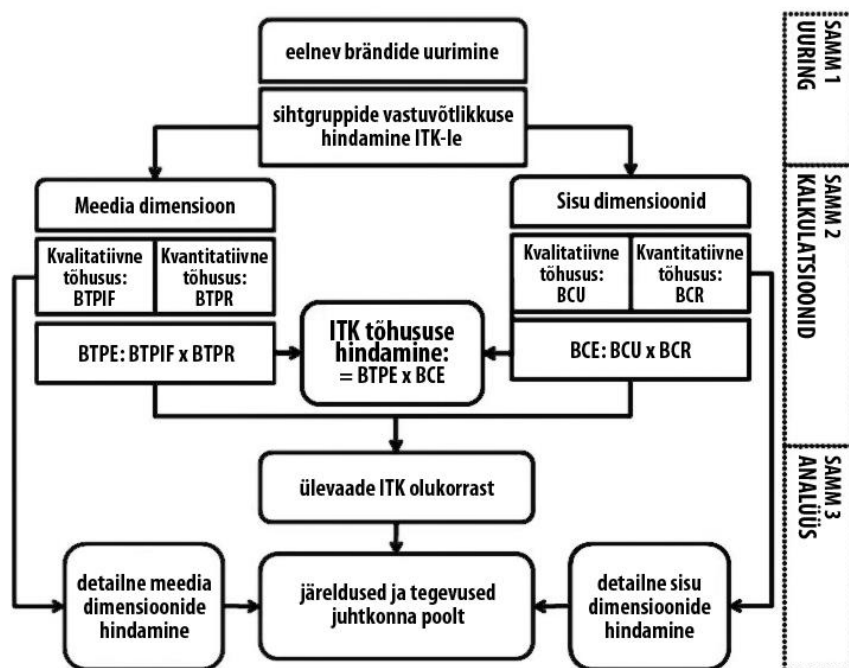 eelnev brändide uurimine
sihtgruppide vastuvõtlikkuse
hindamine ITK-le
SAMM 1
UURING
Meedia dimensioon
Kvalitatiivne
tõhusus:
BTPIF
Kvantitatiivne
tõhusus:
BTPR
BTPE: BTPIF x BTPR
ITK tõhususe
hindamine:
= BTPE x BCE
Sisu dimensioonid
Kvalitatiivne
tõhusus:
BCU
Kvantitatiivne
tõhusus:
BCR
BCE: BCU x BCR
SAMM 2
KALKULATSIOONID
ülevaade ITK olukorrast
detailne meedia
dimensioonide
hindamine
järeldused ja tegevused
juhtkonna poolt
detailne sisu
dimensioonide
hindamine
SAMM 3
ANALÜÜS